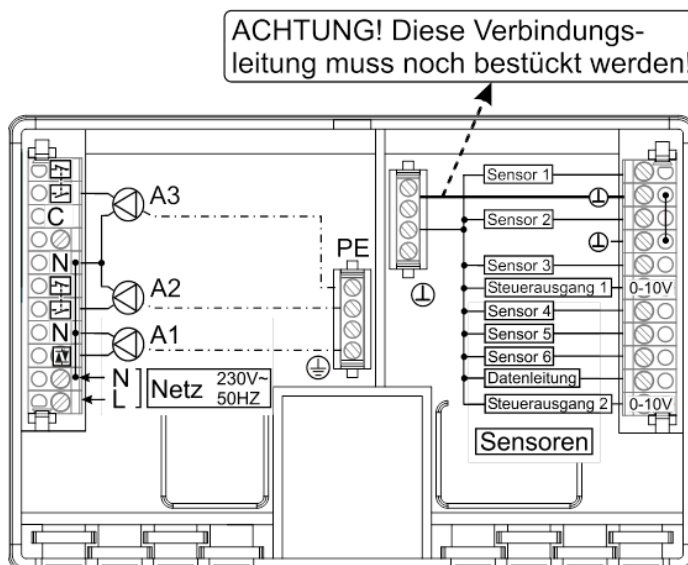 ACHTUNG! Diese Verbindungs-
leitung muss noch bestückt werden!
A3
C
N
A2
N
A1
N
L
Netz 230V~
50HZ
PE
Sensor 1
Sensor 2
Sensor 3
Steuerausgang 1 0-10V
Sensor 4
Sensor 5
Sensor 6
Datenleitung
Steuerausgang 2 0-10V
Sensoren